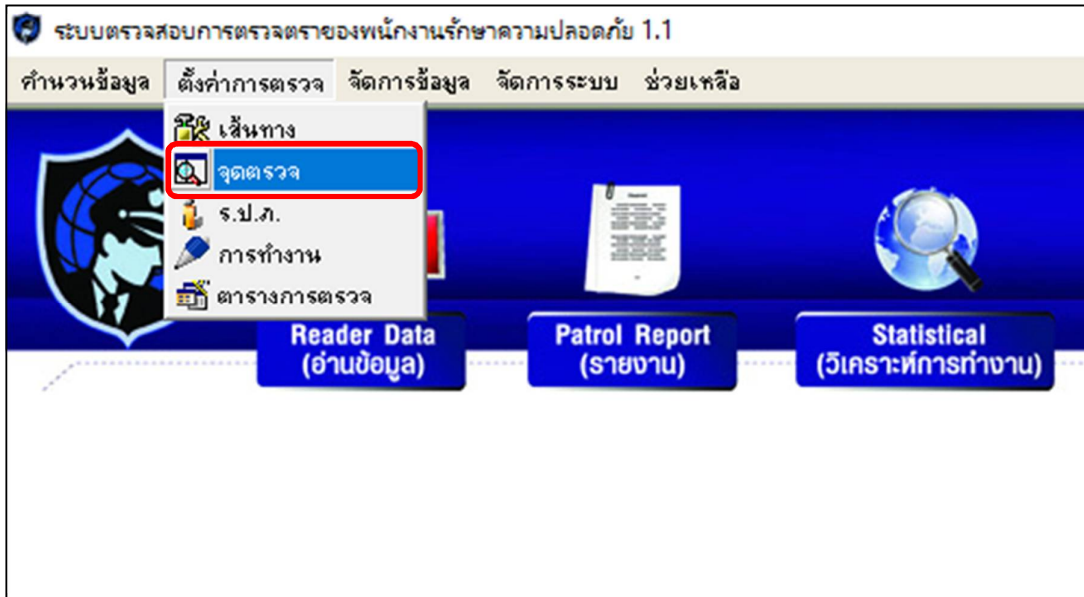 ระบบตรวจสอบการตรวจตราของพนักงานรักษาความปลอดภัย 1.1
คำนวนข้อมูล ตั้งค่าการตรวจ จัดการข้อมูล จัดการระบบ ช่วยเหลือ
เส้นทาง
จุดตรวจ
ร.ป.ภ.
การทำงาน
ตารางการตรวจ
Reader Data
(อ่านข้อมูล)
Patrol Report
(รายงาน)
Statistical
(วิเคราะห์การทำงาน)